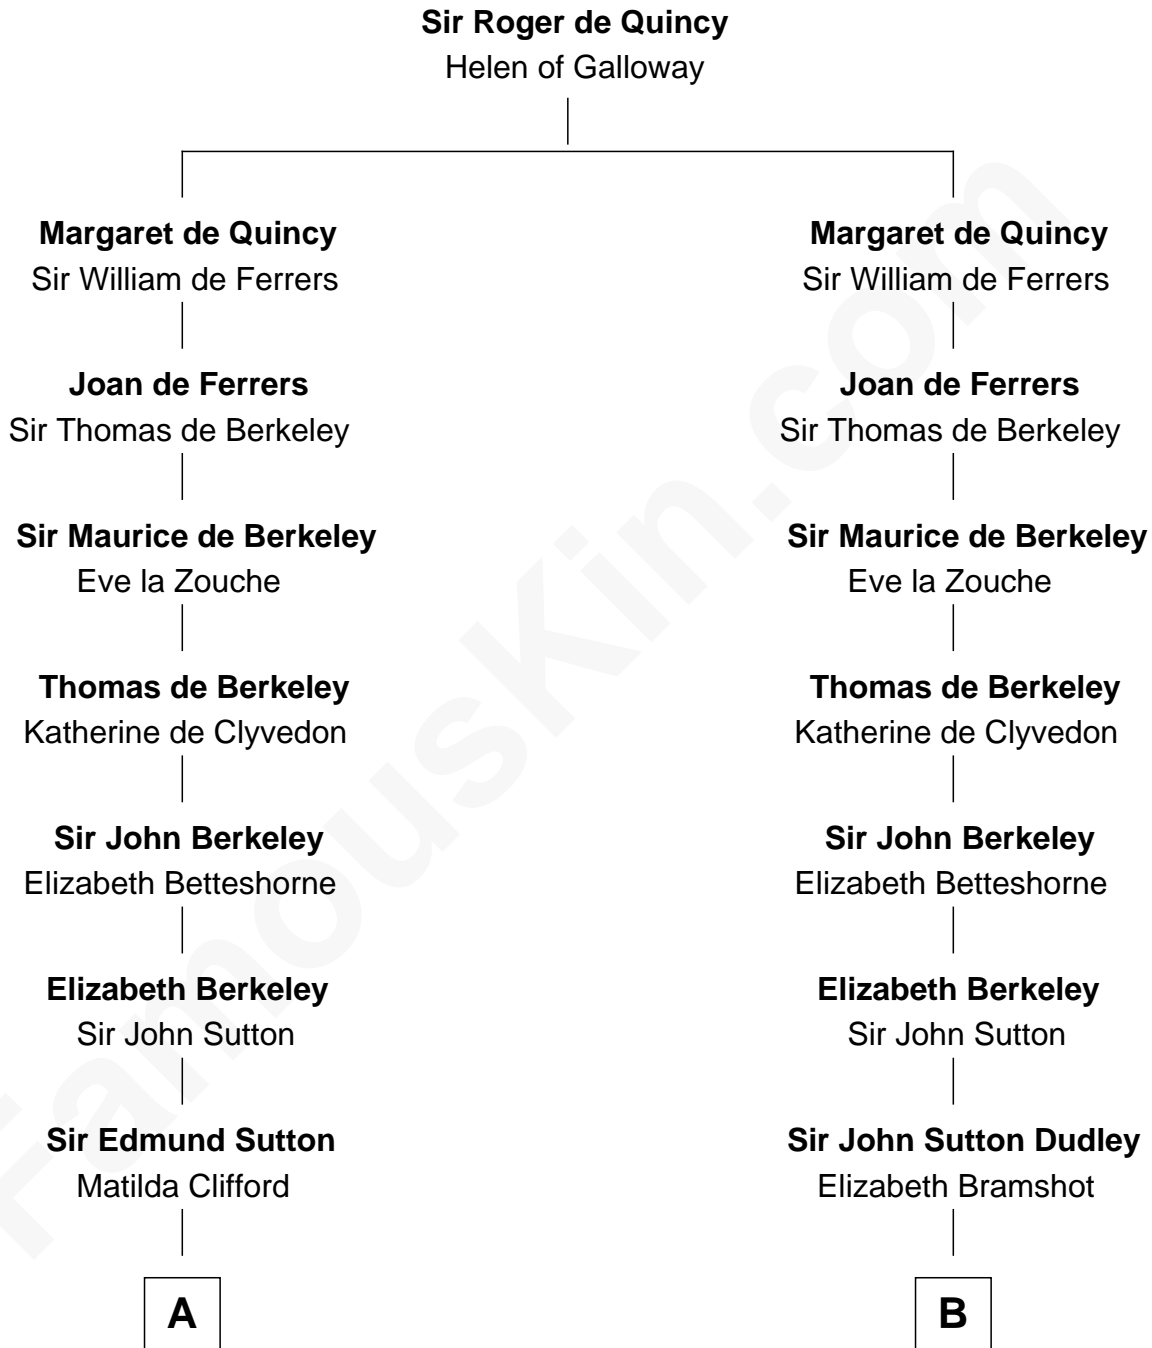 Sir Roger de Quincy
Helen of Galloway
Margaret de Quincy
Sir William de Ferrers
Joan de Ferrers
Sir Thomas de Berkeley
Sir Maurice de Berkeley
Eve la Zouche
Thomas de Berkeley
Katherine de Clyvedon
Sir John Berkeley
Elizabeth Betteshorne
Elizabeth Berkeley
Sir John Sutton
Sir Edmund Sutton
Matilda Clifford
A
Margaret de Quincy
Sir William de Ferrers
Joan de Ferrers
Sir Thomas de Berkeley
Sir Maurice de Berkeley
Eve la Zouche
Thomas de Berkeley
Katherine de Clyvedon
Sir John Berkeley
Elizabeth Betteshorne
Elizabeth Berkeley
Sir John Sutton
Sir John Sutton Dudley
Elizabeth Bramshot
B
FamousKin.com